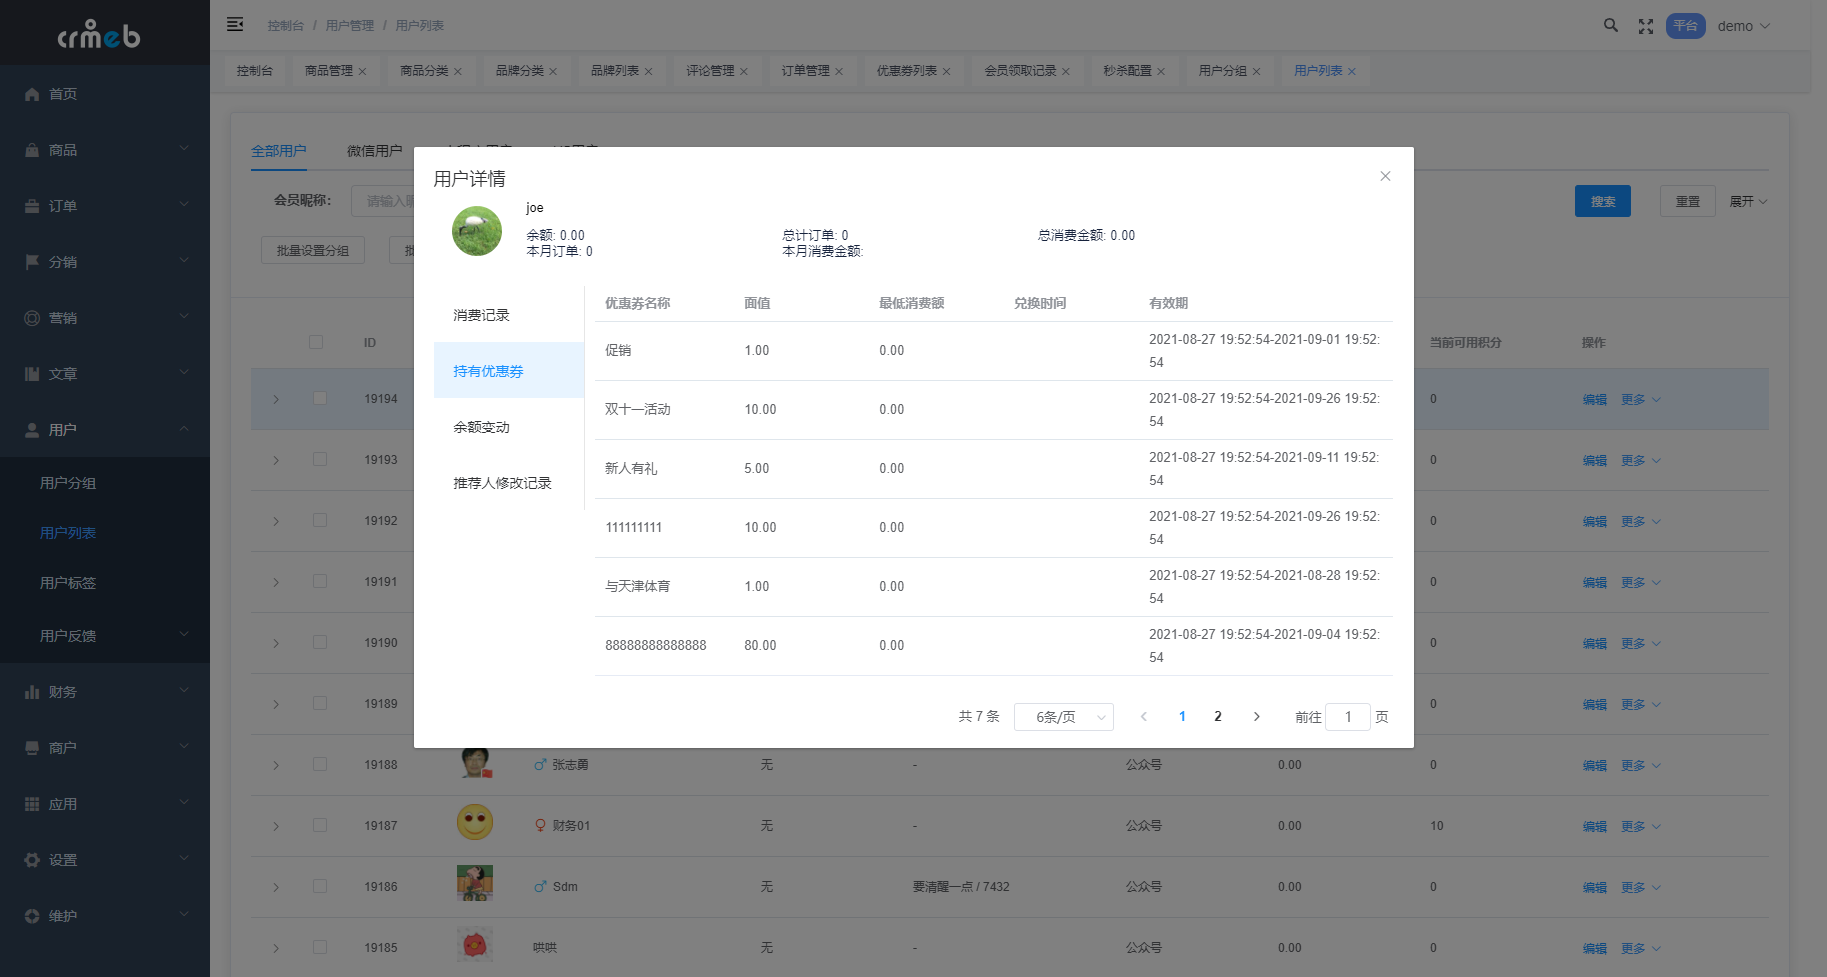 crmeb
控制台 / 用户管理 / 用户列表
平台
demo
控制台 商品管理 商品分类 品牌分类 品牌列表 评论管理 订单管理 优惠劵列表 会员领取记录 秒杀配置 用户分组 用户列表
首页
商品
订单
分销
营销
文章
用户
用户分组
用户列表
用户标签
用户反馈
财务
商户
应用
设置
维护
全部用户 微信用户
会员昵称:
搜索 重置 展开
批量设置分组 批
用户详情
joe
余额: 0.00 总计订单: 0 总消费金额: 0.00
本月订单: 0 本月消费金额:
消费记录
持有优惠券
余额变动
推荐人修改记录
优惠券名称 面值 最低消费额 兑换时间 有效期
促销 1.00 0.00 2021-08-27 19:52:54-2021-09-01 19:52:
54
双十一活动 10.00 0.00 2021-08-27 19:52:54-2021-09-26 19:52:
54
新人有礼 5.00 0.00 2021-08-27 19:52:54-2021-09-11 19:52:
54
111111111 10.00 0.00 2021-08-27 19:52:54-2021-09-26 19:52:
54
与天津体育 1.00 0.00 2021-08-27 19:52:54-2021-08-28 19:52:
54
88888888888888 80.00 0.00 2021-08-27 19:52:54-2021-09-04 19:52:
54
共 7 条 6条/页 1 2 前往 1 页
ID 当前可用积分 操作
19194 0 编辑 更多
19193 0 编辑 更多
19192 0 编辑 更多
19191 0 编辑 更多
19190 0 编辑 更多
19189 0 编辑 更多
19188 张志勇 无 - 公众号 0.00 0 编辑 更多
19187 财务01 无 - 公众号 0.00 10 编辑 更多
19186 Sdm 无 要清醒一点 / 7432 公众号 0.00 0 编辑 更多
19185 哄哄 无 - 公众号 0.00 0 编辑 更多